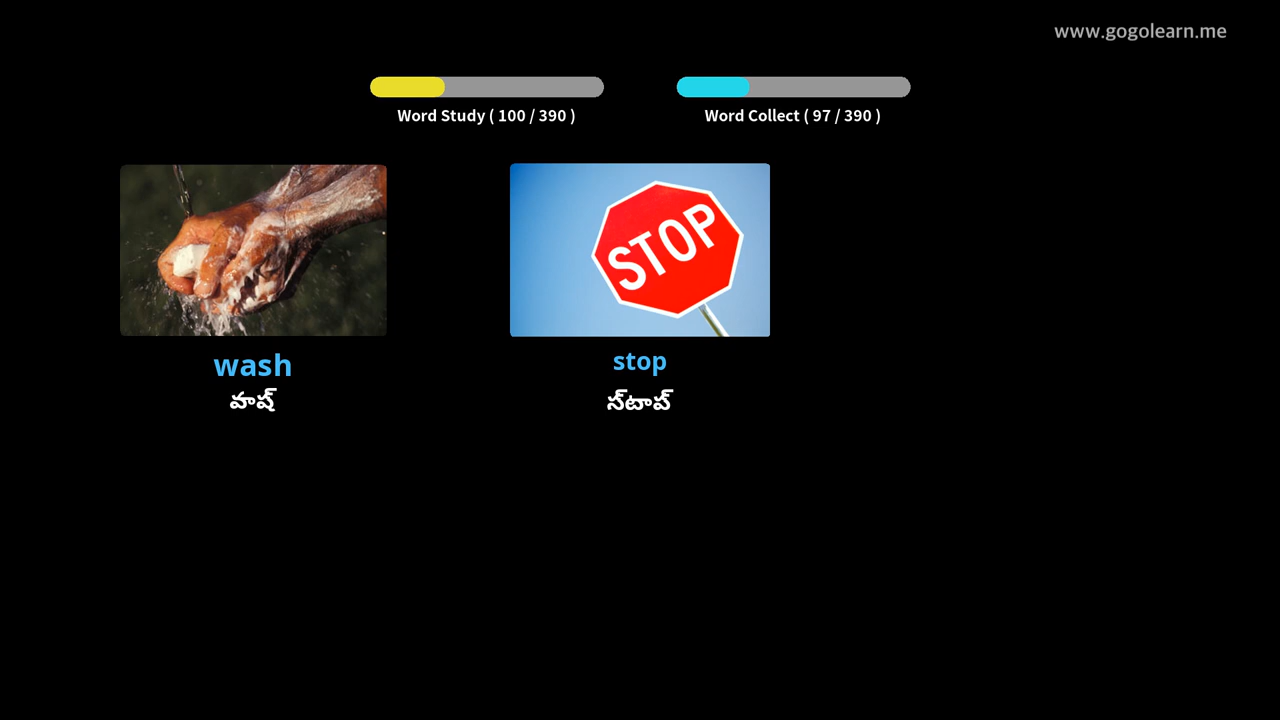 www.gogolearn.me
Word Study ( 100 / 390 )
Word Collect ( 97 / 390 )
STOP
wash
వాష్
stop
స్‌టాప్